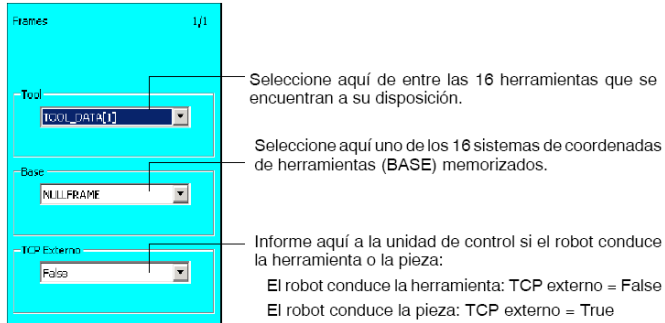 Frames 1/1
Seleccione aquí de entre las 16 herramientas que se
encuentran a su disposición.
Tool
TOOL_DATA[1]
Seleccione aquí uno de los 16 sistemas de coordenadas
de herramientas (BASE) memorizados.
Base
NULLFRAME
TCP Externo
False
Informe aquí a la unidad de control si el robot conduce
la herramienta o la pieza:
El robot conduce la herramienta: TCP externo = False
El robot conduce la pieza: TCP externo = True